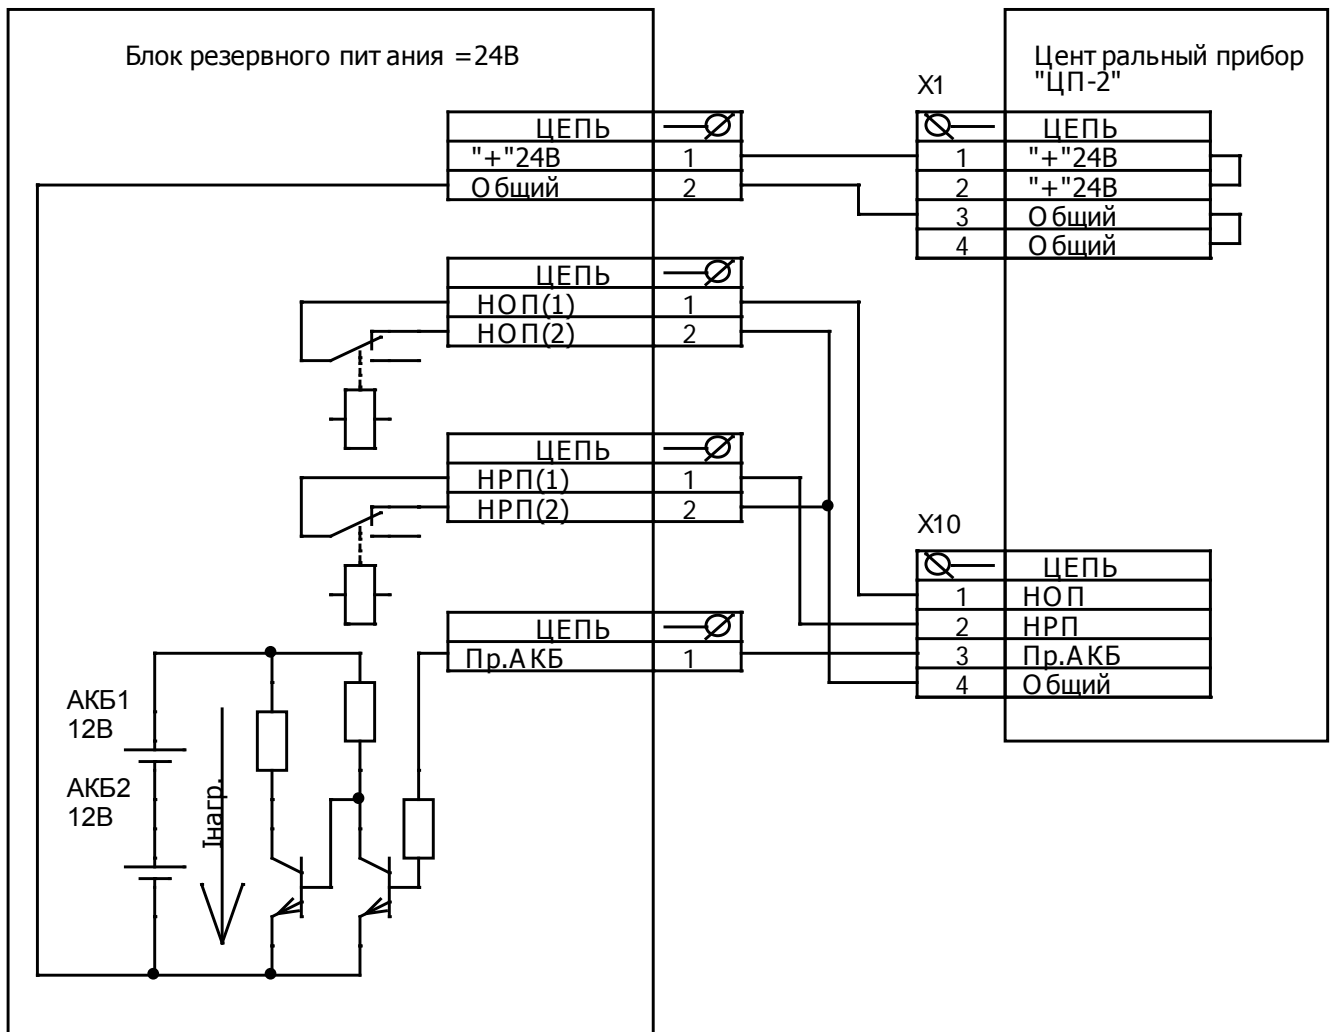 Блок резервного питания =24В
Центральный прибор
"ЦП-2"
X1
ЦЕПЬ
"+"24В 1
Общий 2
ЦЕПЬ
1 "+"24В
2 "+"24В
3 Общий
4 Общий
ЦЕПЬ
НОП(1) 1
НОП(2) 2
ЦЕПЬ
НРП(1) 1
НРП(2) 2
X10
ЦЕПЬ
1 НОП
2 НРП
3 Пр.АКБ
4 Общий
ЦЕПЬ
Пр.АКБ 1
АКБ1
12В
АКБ2
12В
Iнагр.